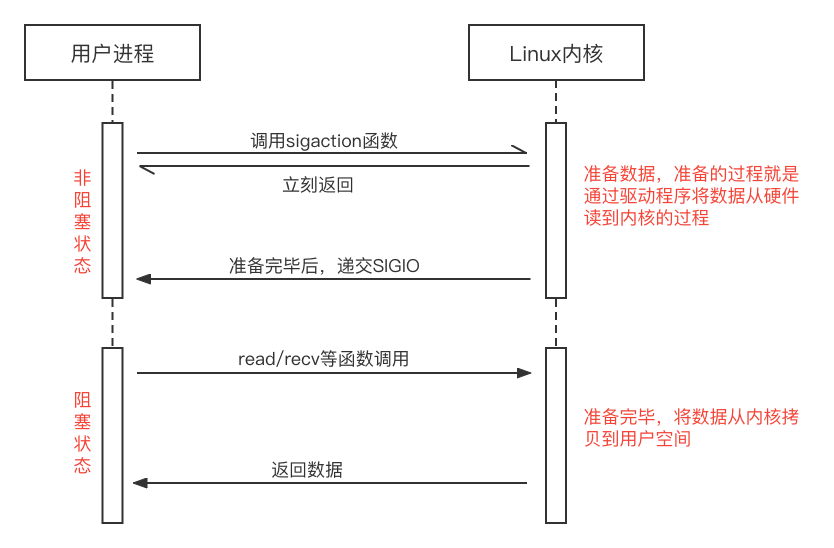 用户进程
Linux内核
调用sigaction函数
立刻返回
非
阻
塞
状
态
准备数据，准备的过程就是
通过驱动程序将数据从硬件
读到内核的过程
准备完毕后，递交SIGIO
read/recv等函数调用
阻
塞
状
态
准备完毕，将数据从内核拷
贝到用户空间
返回数据